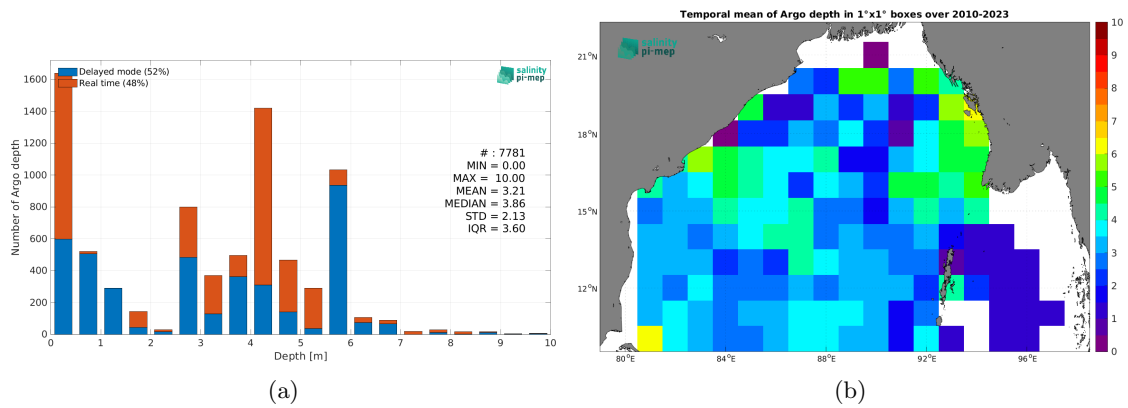 Delayed mode (52%)
Real time (48%)
salinity
pi-mep
# : 7781
MIN = 0.00
MAX = 10.00
MEAN = 3.21
MEDIAN = 3.86
STD = 2.13
IQR = 3.60
Number of Argo depth
1600
1400
1200
1000
800
600
400
200
0
0 1 2 3 4 5 6 7 8 9 10
Depth [m]
(a)
Temporal mean of Argo depth in 1°x1° boxes over 2010-2023
salinity
pi-mep
21°N
18°N
15°N
12°N
80°E 84°E 88°E 92°E 96°E
10
9
8
7
6
5
4
3
2
1
0
(b)